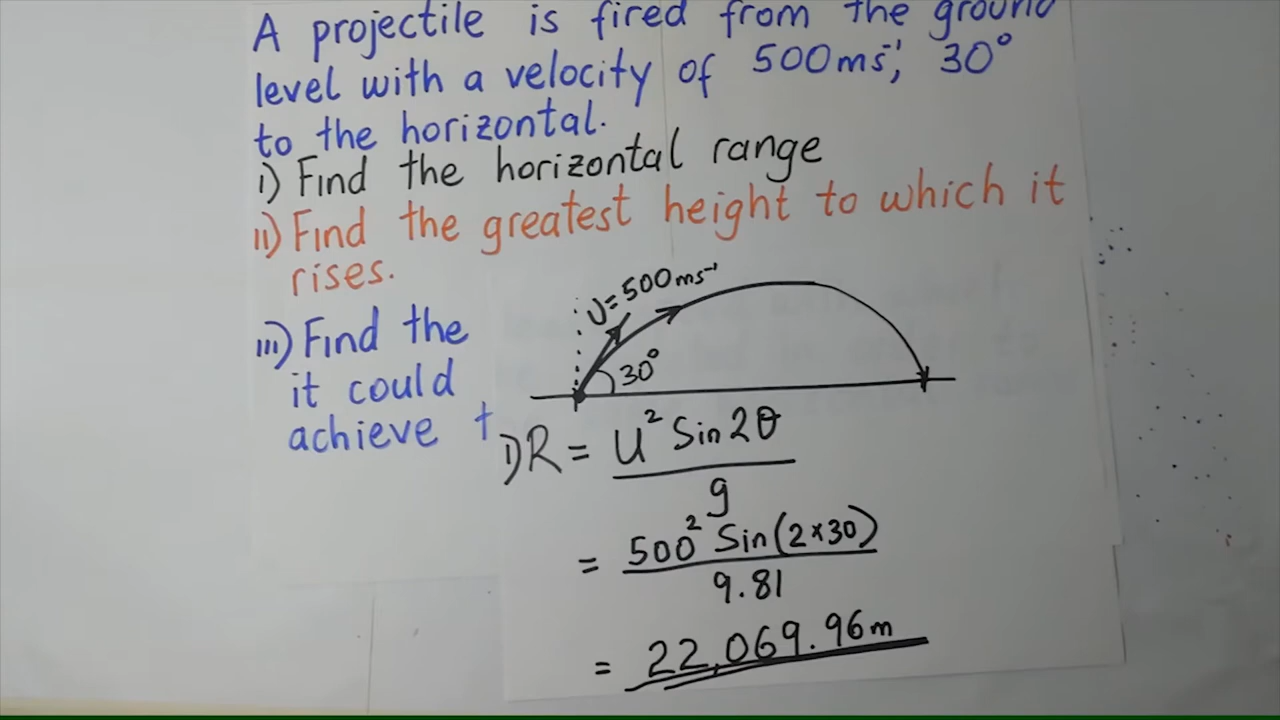 A projectile is fired from the ground
level with a velocity of 500ms⁻¹, 30°
to the horizontal.
i) Find the horizontal range
ii) Find the greatest height to which it
rises.
iii) Find the
it could
achieve
U=500ms⁻¹
30°
i) R = U² Sin2θ
g
= 500² Sin(2×30)
9.81
= 22,069.96m